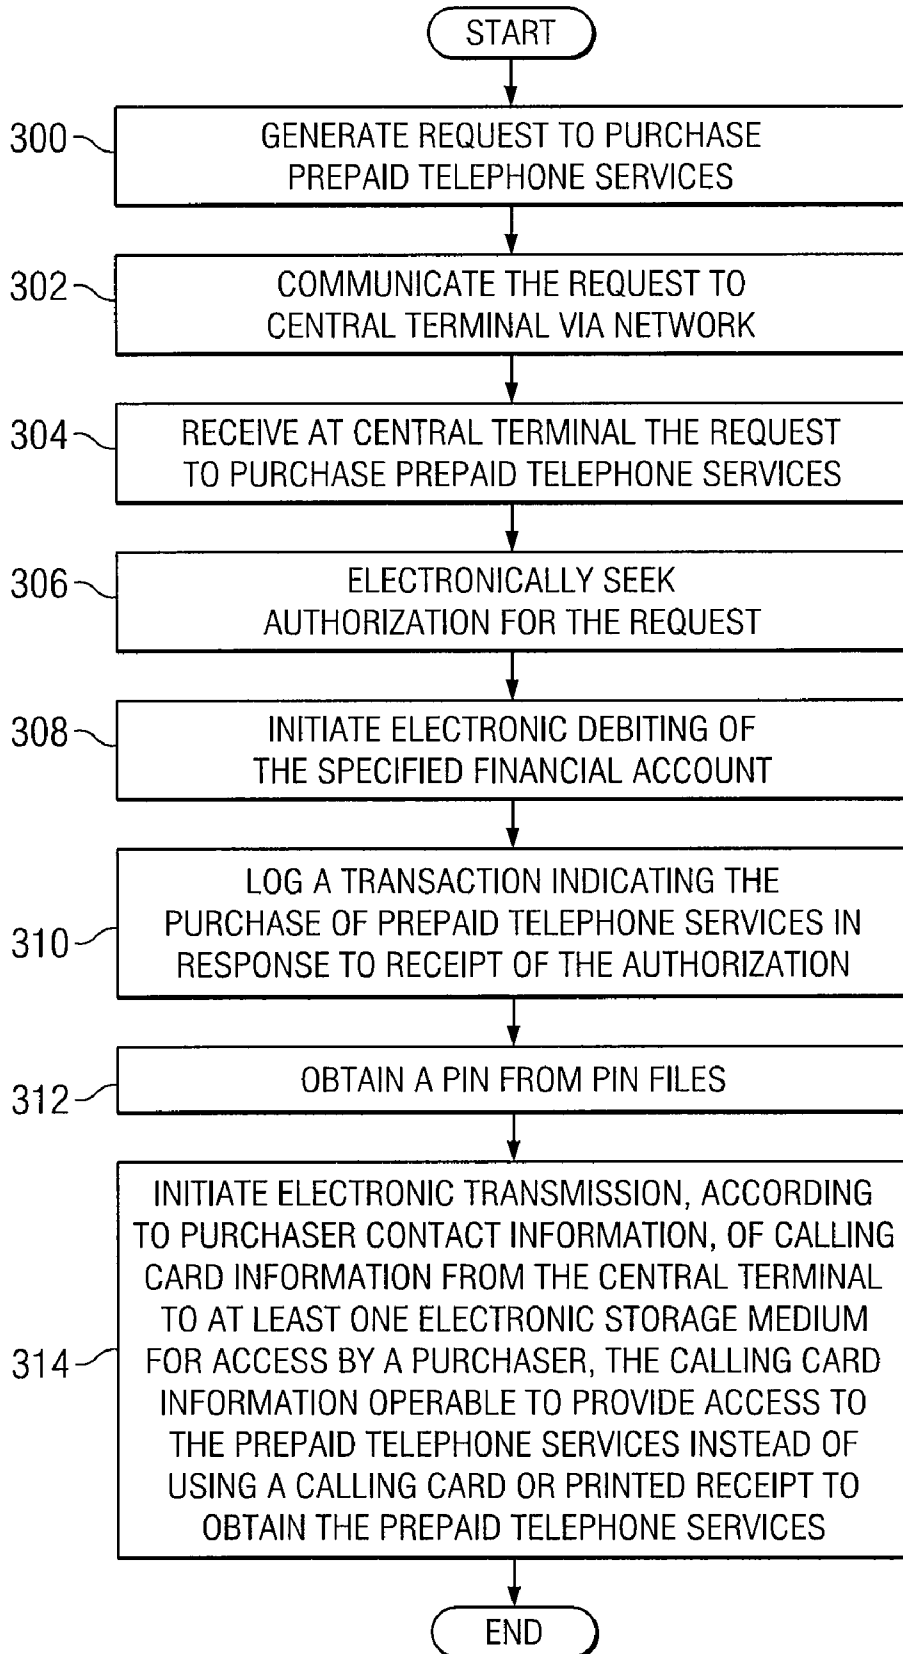 START
300
GENERATE REQUEST TO PURCHASE
PREPAID TELEPHONE SERVICES
302
COMMUNICATE THE REQUEST TO
CENTRAL TERMINAL VIA NETWORK
304
RECEIVE AT CENTRAL TERMINAL THE REQUEST
TO PURCHASE PREPAID TELEPHONE SERVICES
306
ELECTRONICALLY SEEK
AUTHORIZATION FOR THE REQUEST
308
INITIATE ELECTRONIC DEBITING OF
THE SPECIFIED FINANCIAL ACCOUNT
310
LOG A TRANSACTION INDICATING THE
PURCHASE OF PREPAID TELEPHONE SERVICES IN
RESPONSE TO RECEIPT OF THE AUTHORIZATION
312
OBTAIN A PIN FROM PIN FILES
314
INITIATE ELECTRONIC TRANSMISSION, ACCORDING
TO PURCHASER CONTACT INFORMATION, OF CALLING
CARD INFORMATION FROM THE CENTRAL TERMINAL
TO AT LEAST ONE ELECTRONIC STORAGE MEDIUM
FOR ACCESS BY A PURCHASER, THE CALLING CARD
INFORMATION OPERABLE TO PROVIDE ACCESS TO
THE PREPAID TELEPHONE SERVICES INSTEAD OF
USING A CALLING CARD OR PRINTED RECEIPT TO
OBTAIN THE PREPAID TELEPHONE SERVICES
END